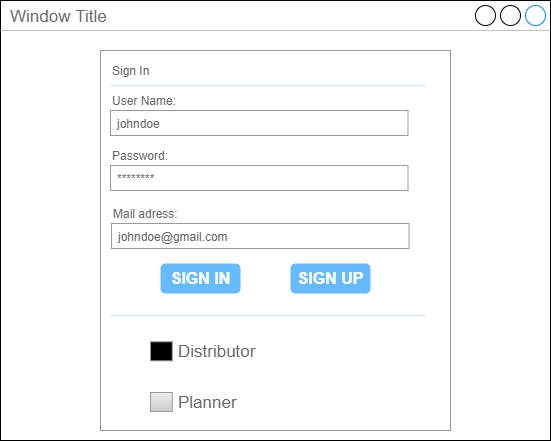 Window Title
Sign In
User Name:
johndoe
Password:
********
Mail adress:
johndoe@gmail.com
SIGN IN SIGN UP
Distributor
Planner